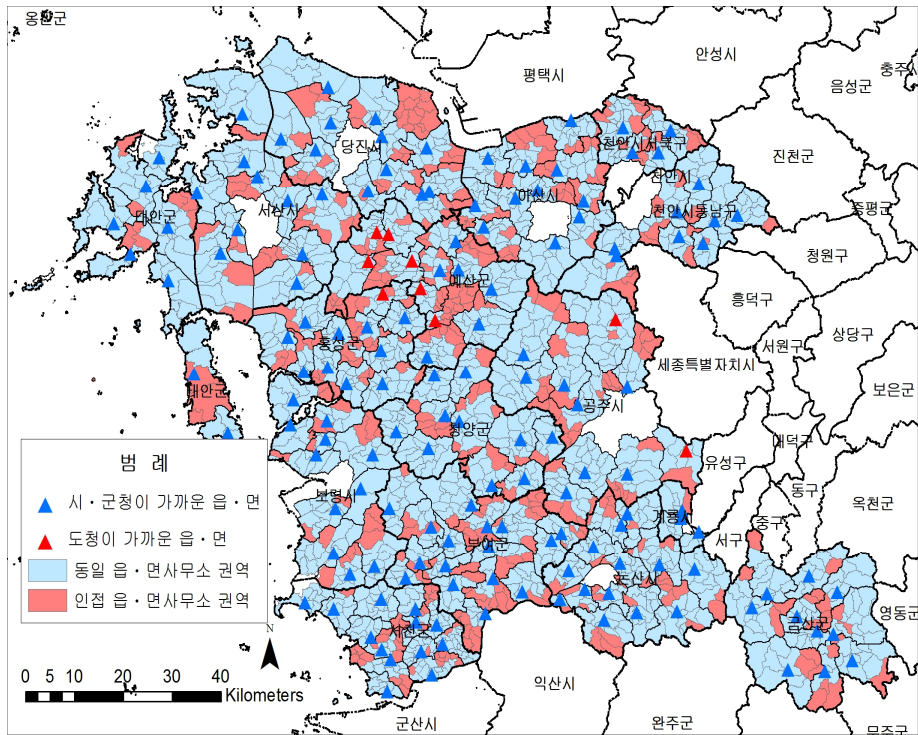 옹진군
안성시
평택시
충주시
음성군
당진시
천안시서북구
진천군
아산시
천안시
태안군
서산시
천안시동남구
증평군
청원군
예산군
흥덕구
상당구
홍성군
서원구
세종특별자치시
태안군
보은군
공주시
청양군
대덕구
유성구
범 례
동구
보령시
옥천군
시·군청이 가까운 읍·면
계룡시
중구
서구
도청이 가까운 읍·면
부여군
동일 읍·면사무소 권역
논산시
인접 읍·면사무소 권역
영동군
금산군
서천군
N
0 5 10 20 30 40
Kilometers
익산시
군산시
완주군
무주군